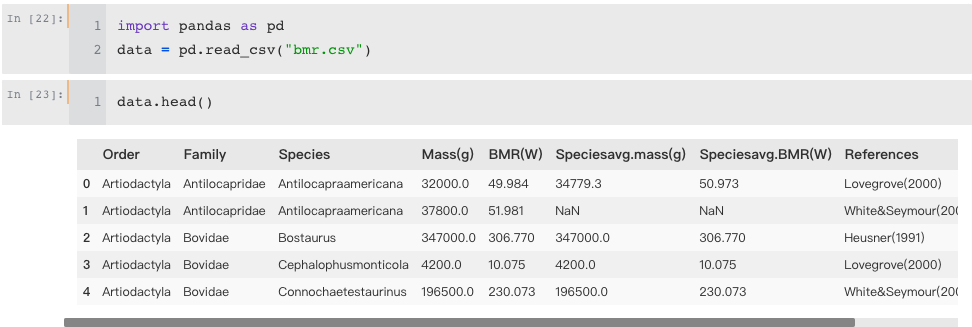 In [22]:
1 import pandas as pd
2 data = pd.read_csv("bmr.csv")
In [23]:
1 data.head()
Order Family Species Mass(g) BMR(W) Speciesavg.mass(g) Speciesavg.BMR(W) References
0 Artiodactyla Antilocapridae Antilocapraamericana 32000.0 49.984 34779.3 50.973 Lovegrove(2000)
1 Artiodactyla Antilocapridae Antilocapraamericana 37800.0 51.981 NaN NaN White&Seymour(200
2 Artiodactyla Bovidae Bostaurus 347000.0 306.770 347000.0 306.770 Heusner(1991)
3 Artiodactyla Bovidae Cephalophusmonticola 4200.0 10.075 4200.0 10.075 Lovegrove(2000)
4 Artiodactyla Bovidae Connochaetestaurinus 196500.0 230.073 196500.0 230.073 White&Seymour(200